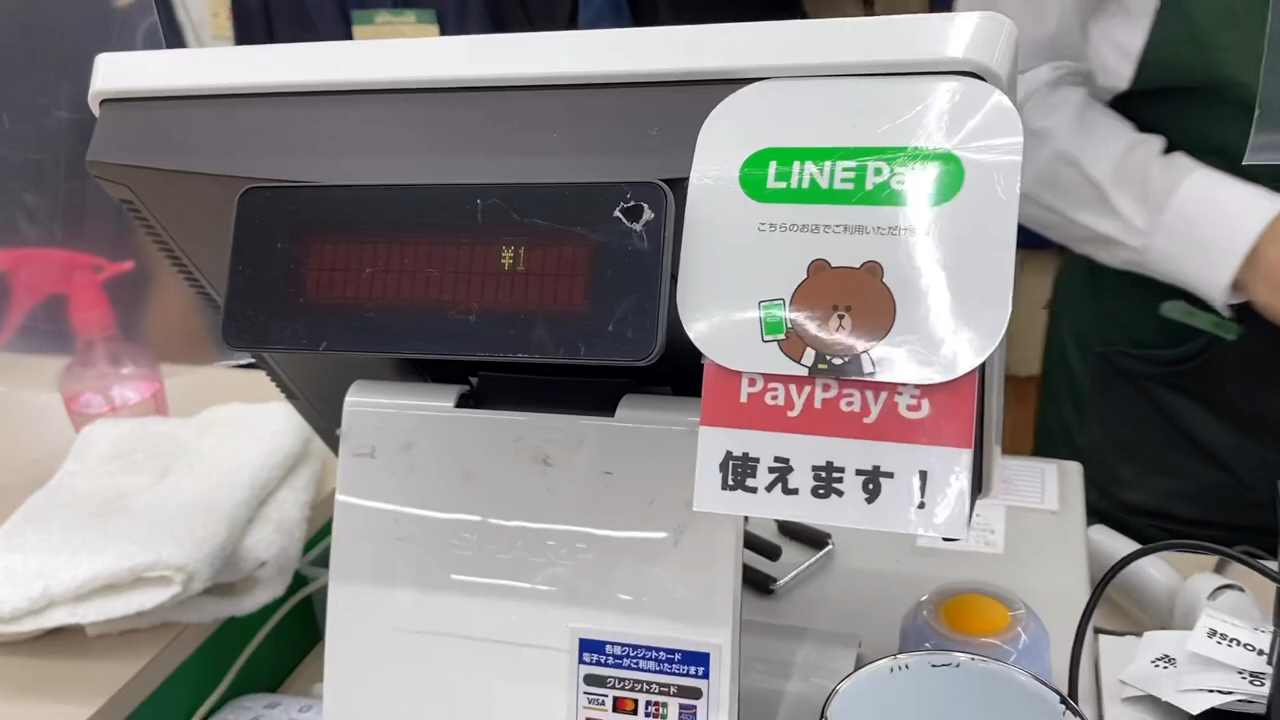 ¥1
LINE Pay
こちらのお店でご利用いただけ
PayPayも
使えます！
SHARP
各種クレジットカード
電子マネーがご利用いただけます
クレジットカード
VISA
JCB
HOUSE